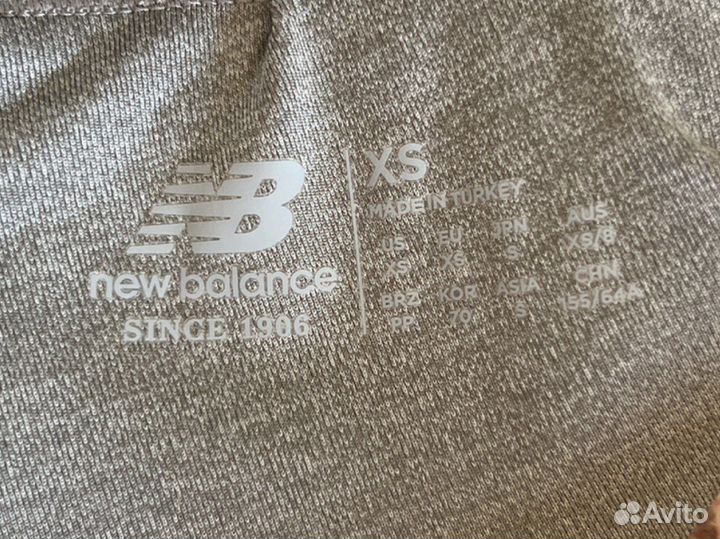 NB
new balance
SINCE 1906
XS
MADE IN TURKEY
US EU JPN AUS
XS XS S XS/8
BRZ KOR ASIA CHN
PP 70 S 155/64A
Avito